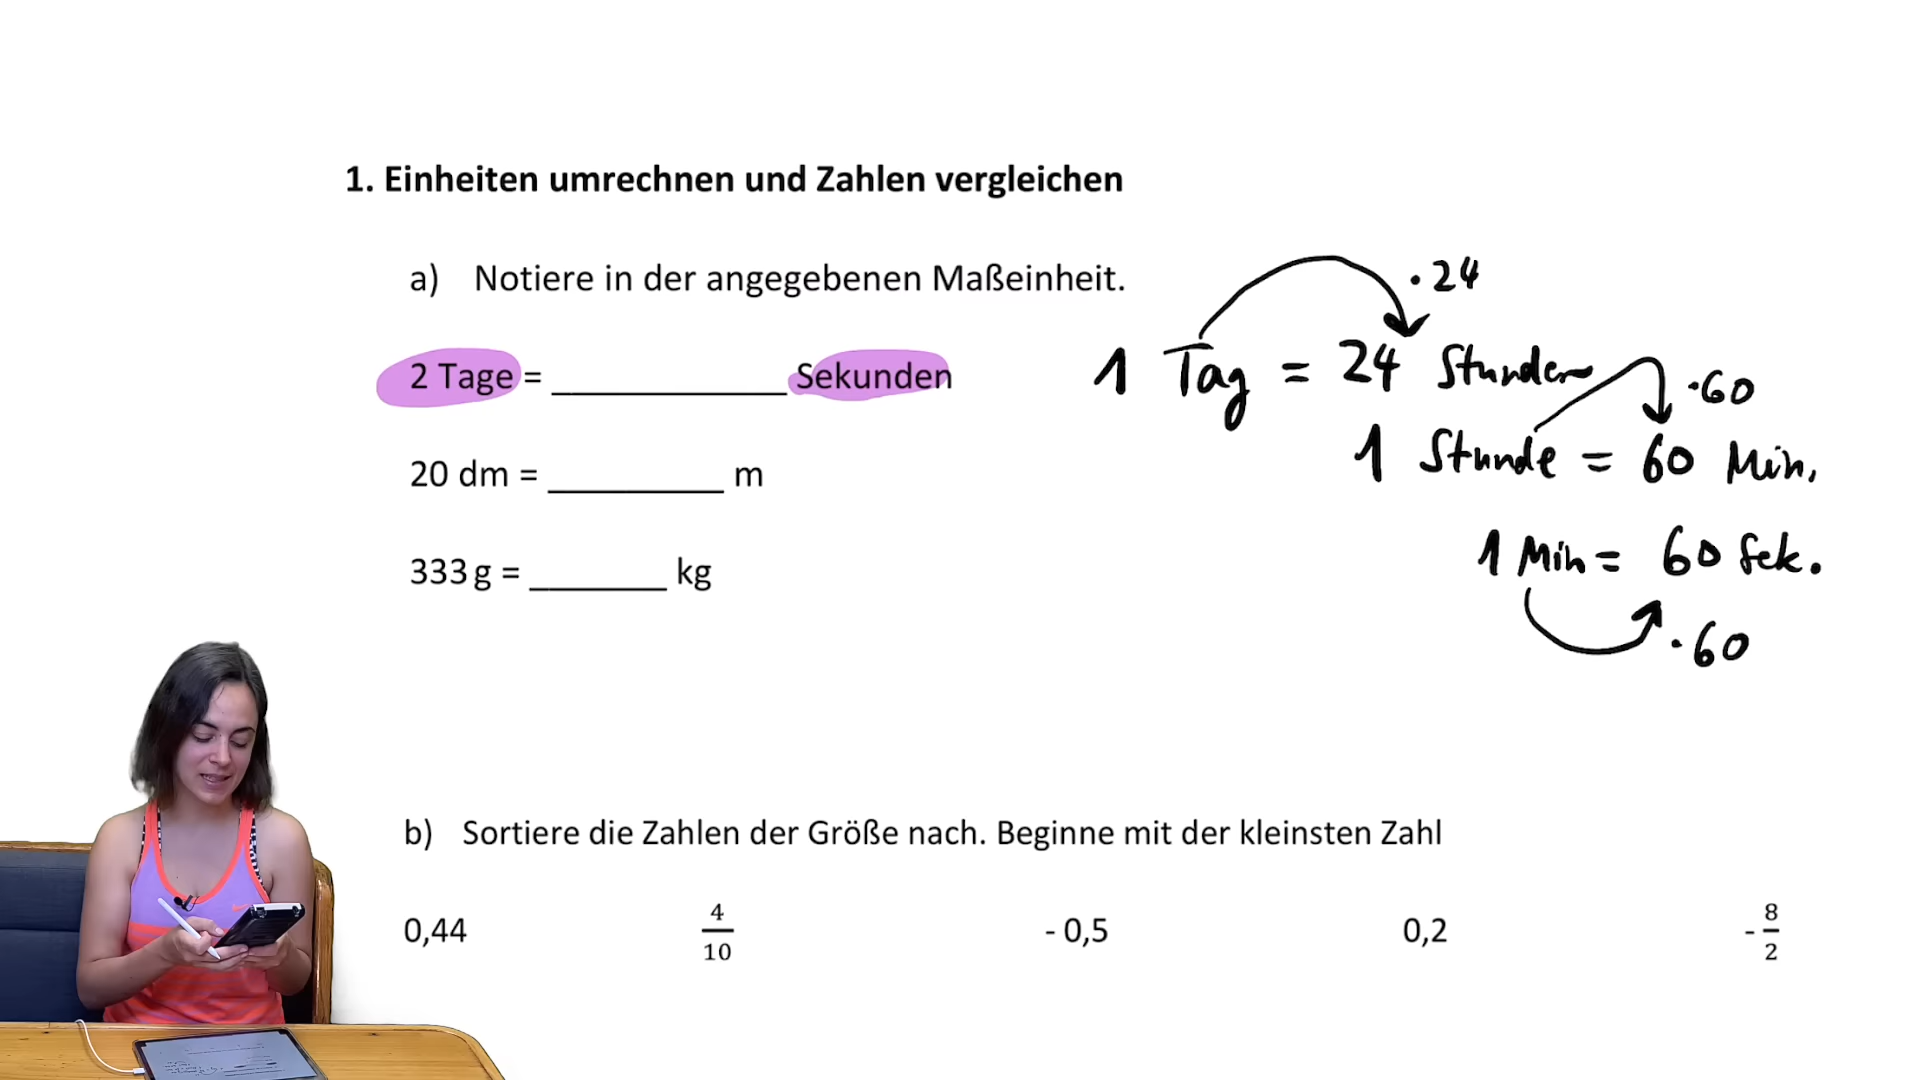 1. Einheiten umrechnen und Zahlen vergleichen
a) Notiere in der angegebenen Maßeinheit.
2 Tage = ____________ Sekunden
20 dm = _________ m
333 g = _______ kg
· 24
1 Tag = 24 Stunden
· 60
1 Stunde = 60 Min.
1 Min = 60 Sek.
· 60
b) Sortiere die Zahlen der Größe nach. Beginne mit der kleinsten Zahl
0,44 4/10 - 0,5 0,2 - 8/2